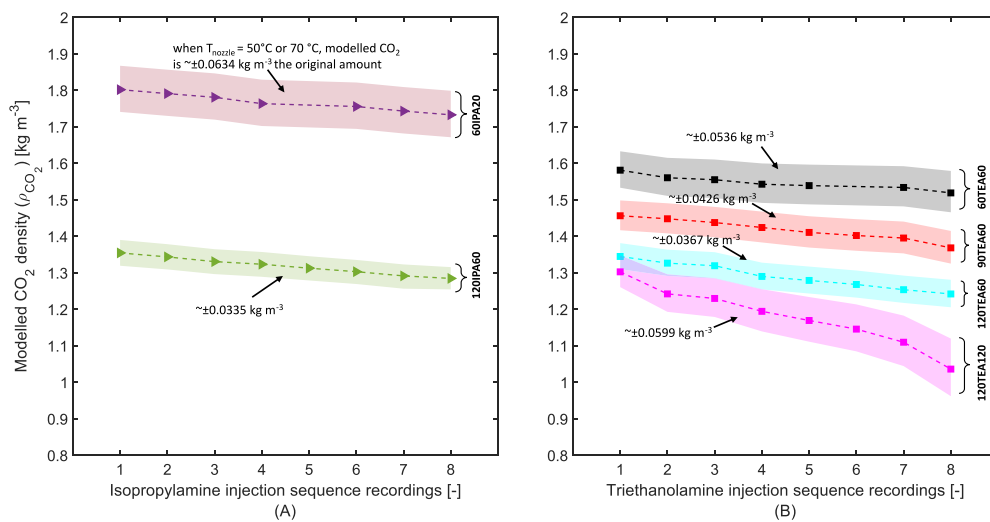 Modelled CO2 density (ρCO2) [kg m-3]
2
1.9
1.8
1.7
1.6
1.5
1.4
1.3
1.2
1.1
1
0.9
0.8
when Tnozzle = 50°C or 70 °C, modelled CO2
is ~±0.0634 kg m-3 the original amount
60IPA20
~±0.0335 kg m-3
120IPA60
1 2 3 4 5 6 7 8
Isopropylamine injection sequence recordings [-]
(A)
2
1.9
1.8
1.7
1.6
1.5
1.4
1.3
1.2
1.1
1
0.9
0.8
~±0.0536 kg m-3
60TEA60
~±0.0426 kg m-3
90TEA60
~±0.0367 kg m-3
120TEA60
~±0.0599 kg m-3
120TEA120
1 2 3 4 5 6 7 8
Triethanolamine injection sequence recordings [-]
(B)